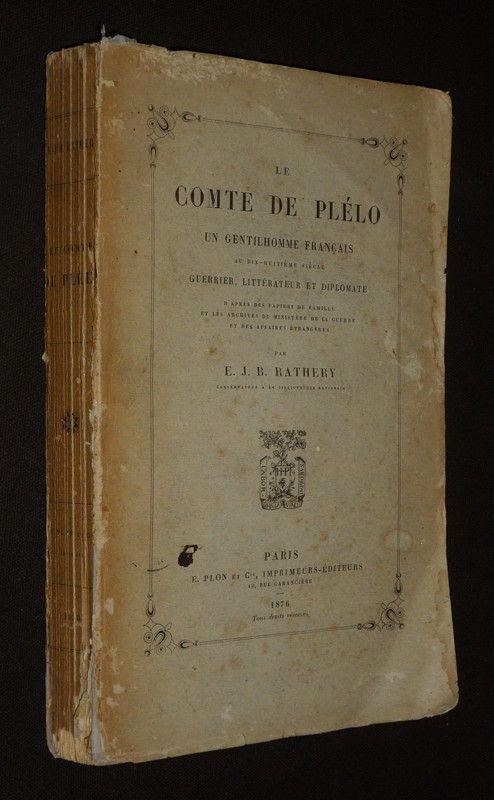 LE
COMTE DE PLÉLO
UN GENTILHOMME FRANÇAIS
AU DIX-HUITIÈME SIÈCLE
GUERRIER, LITTÉRATEUR ET DIPLOMATE
D'APRÈS DES PAPIERS DE FAMILLE
ET LES ARCHIVES DU MINISTÈRE DE LA GUERRE
ET DES AFFAIRES ÉTRANGÈRES
PAR
E. J. B. RATHERY
CONSERVATEUR A LA BIBLIOTHÈQUE NATIONALE
LABOR
PARIS
E. PLON ET Cie, IMPRIMEURS-ÉDITEURS
10, RUE GARANCIÈRE
1876
Tous droits réservés